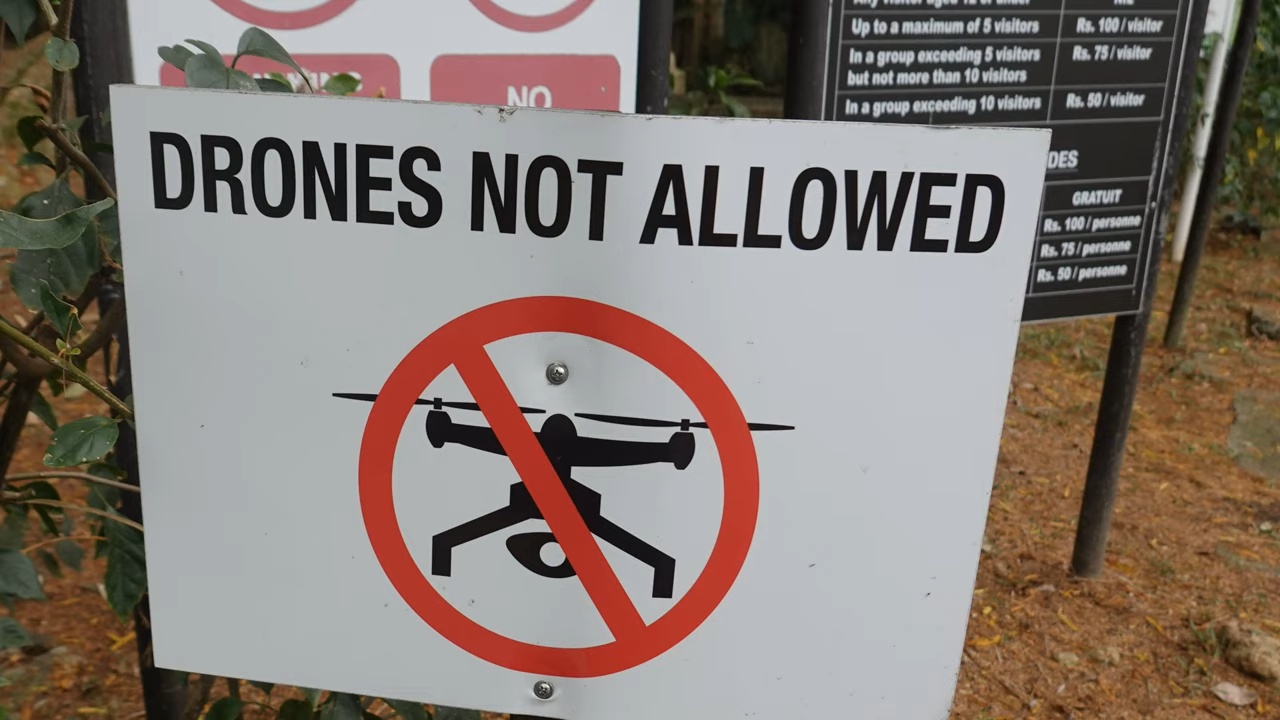 NO
DRONES NOT ALLOWED
Up to a maximum of 5 visitors Rs. 100 / visitor
In a group exceeding 5 visitors Rs. 75 / visitor
but not more than 10 visitors
In a group exceeding 10 visitors Rs. 50 / visitor
DES
GRATUIT
Rs. 100 / personne
Rs. 75 / personne
Rs. 50 / personne